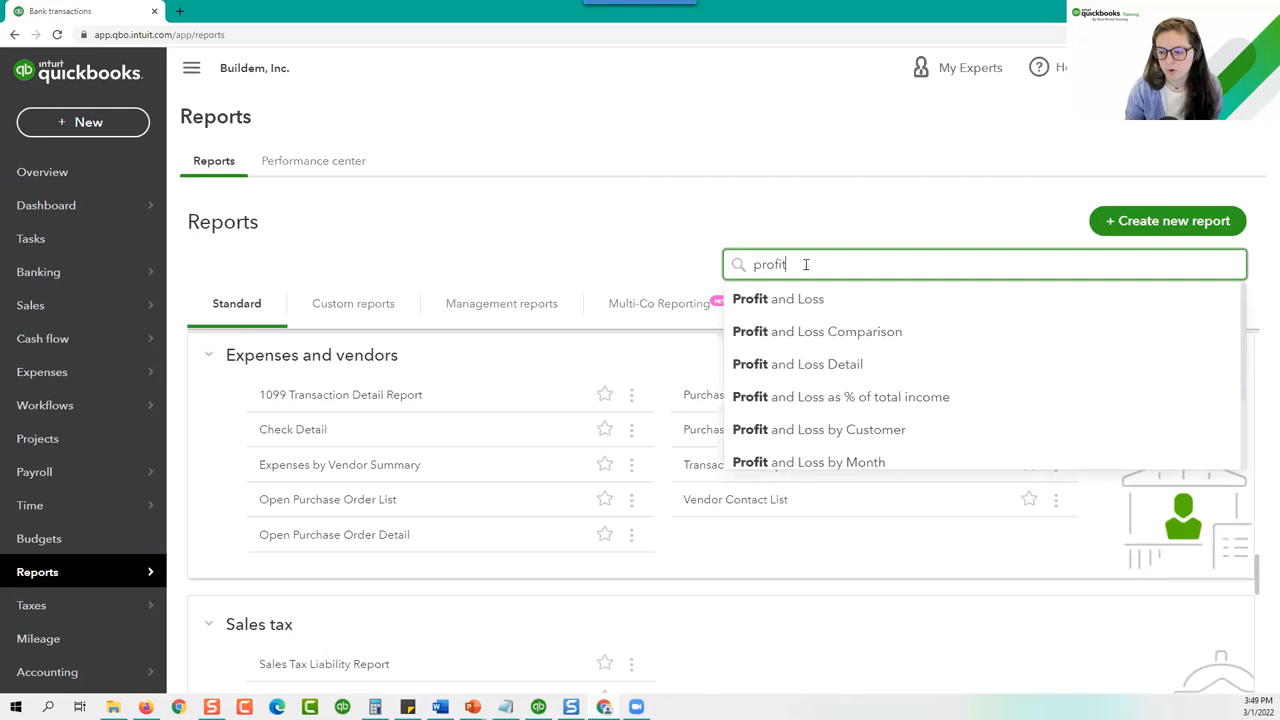 Bank transactions
app.qbo.intuit.com/app/reports
intuit quickbooks.
Buildem, Inc.
My Experts
intuit quickbooks. Training
+ New
Reports
Reports
Performance center
Overview
Dashboard
Tasks
Banking
Sales
Cash flow
Expenses
Workflows
Projects
Payroll
Time
Budgets
Reports
Taxes
Mileage
Accounting
Reports
+ Create new report
profit
Standard
Custom reports
Management reports
Multi-Co Reporting
Profit and Loss
Profit and Loss Comparison
Profit and Loss Detail
Profit and Loss as % of total income
Profit and Loss by Customer
Profit and Loss by Month
Expenses and vendors
1099 Transaction Detail Report
Check Detail
Expenses by Vendor Summary
Open Purchase Order List
Open Purchase Order Detail
Vendor Contact List
Sales tax
Sales Tax Liability Report
3:49 PM
3/1/2022